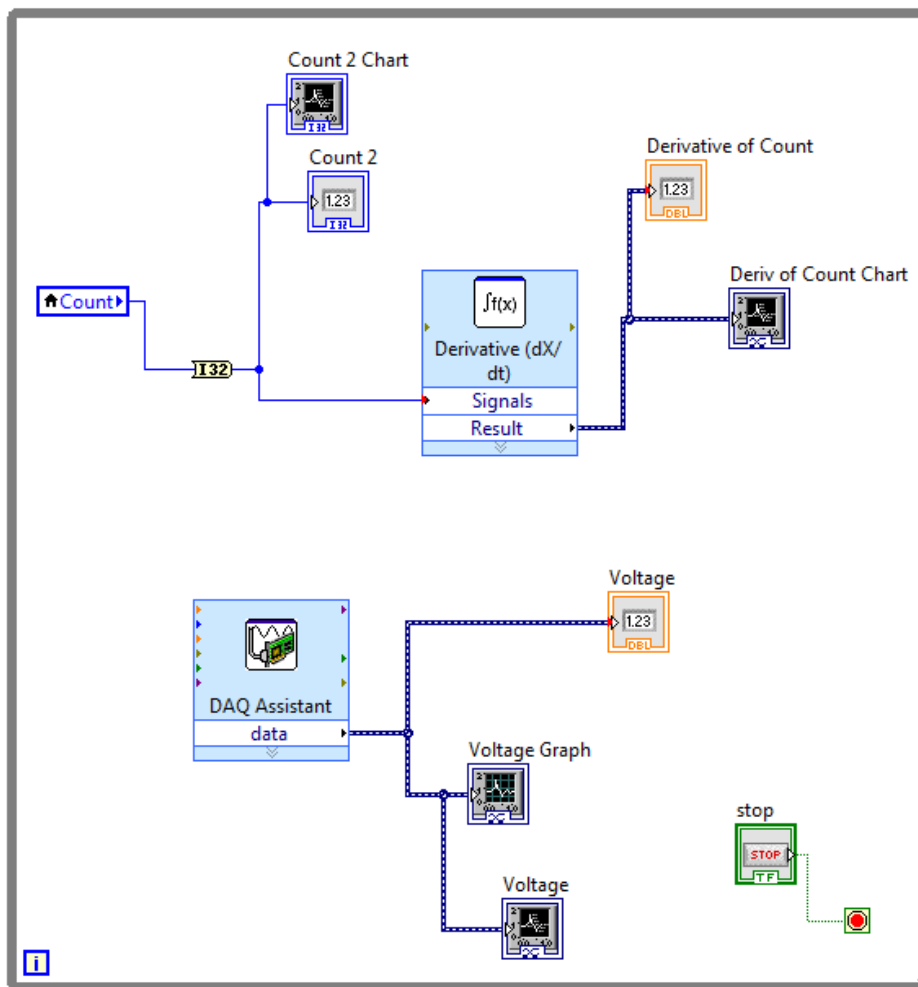 Count 2 Chart
I32
Count 2
1.23
I32
Derivative of Count
1.23
DBL
Deriv of Count Chart
Count
I32
∫f(x)
Derivative (dX/
dt)
Signals
Result
Voltage
1.23
DBL
DAQ Assistant
data
Voltage Graph
stop
STOP
TF
Voltage
i